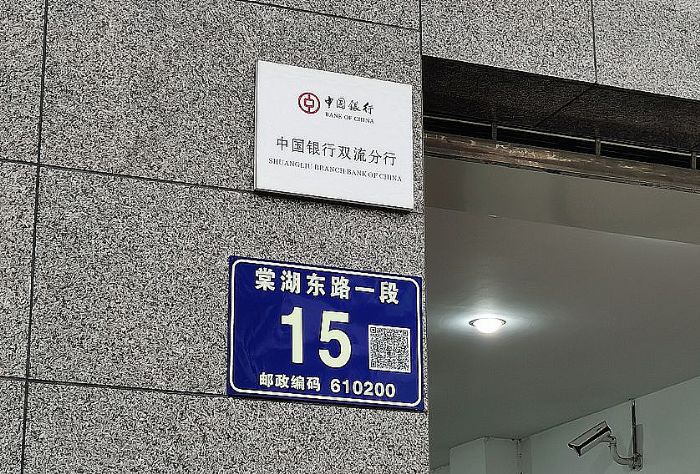 中国银行
BANK OF CHINA
中国银行双流分行
SHUANGLIU BRANCH BANK OF CHINA
棠湖东路一段
15
邮政编码 610200